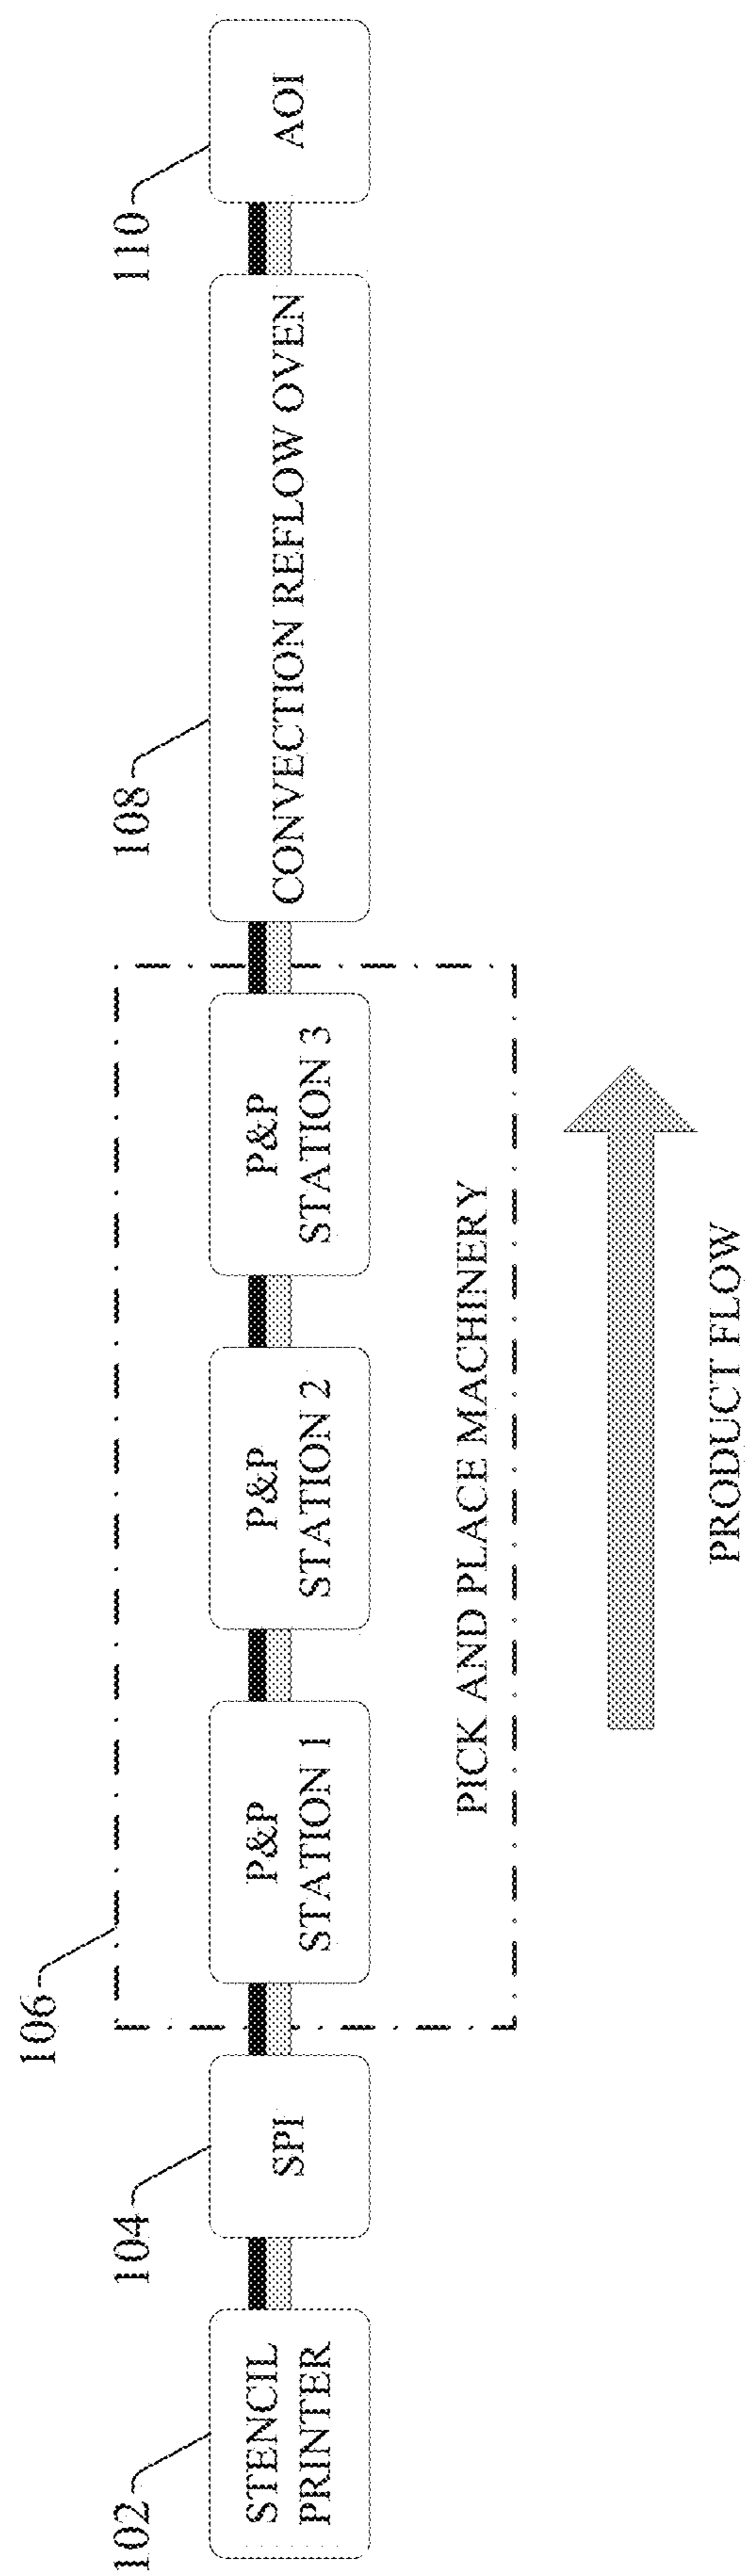 102
STENCIL
PRINTER
104
SPI
106
P&P
STATION 1
P&P
STATION 2
P&P
STATION 3
PICK AND PLACE MACHINERY
108
CONVECTION REFLOW OVEN
110
AOI
PRODUCT FLOW